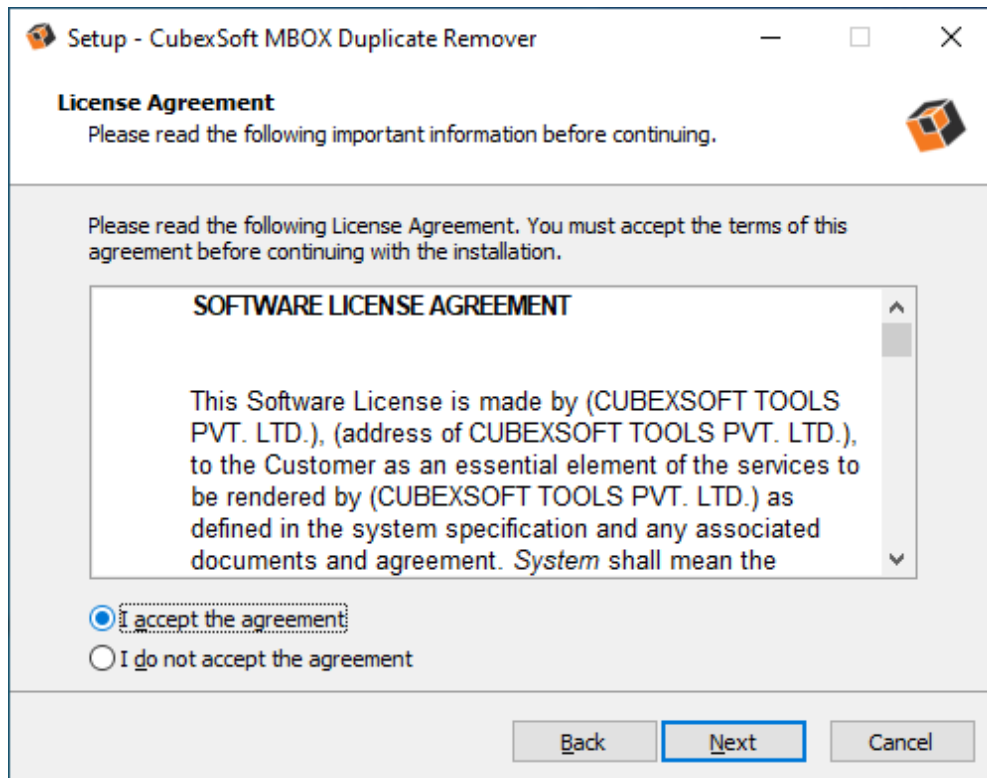 Setup - CubexSoft MBOX Duplicate Remover
License Agreement
Please read the following important information before continuing.
Please read the following License Agreement. You must accept the terms of this
agreement before continuing with the installation.
SOFTWARE LICENSE AGREEMENT
This Software License is made by (CUBEXSOFT TOOLS
PVT. LTD.), (address of CUBEXSOFT TOOLS PVT. LTD.),
to the Customer as an essential element of the services to
be rendered by (CUBEXSOFT TOOLS PVT. LTD.) as
defined in the system specification and any associated
documents and agreement. System shall mean the
I accept the agreement
I do not accept the agreement
Back Next Cancel